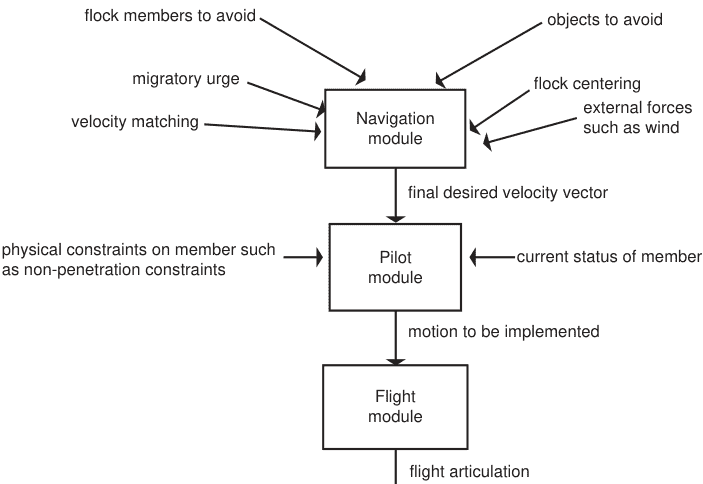 flock members to avoid
objects to avoid
migratory urge
flock centering
velocity matching
external forces
such as wind
Navigation
module
final desired velocity vector
physical constraints on member such
as non-penetration constraints
Pilot
module
current status of member
motion to be implemented
Flight
module
flight articulation